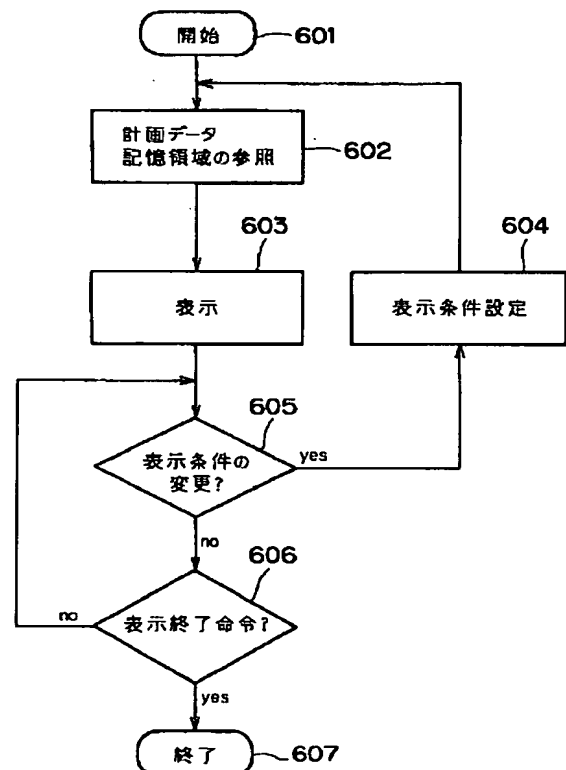 開始
601
計画データ
記憶領域の参照
602
603
表示
604
表示条件設定
605
表示条件の
変更?
yes
no
606
表示終了命令?
no
yes
終了
607